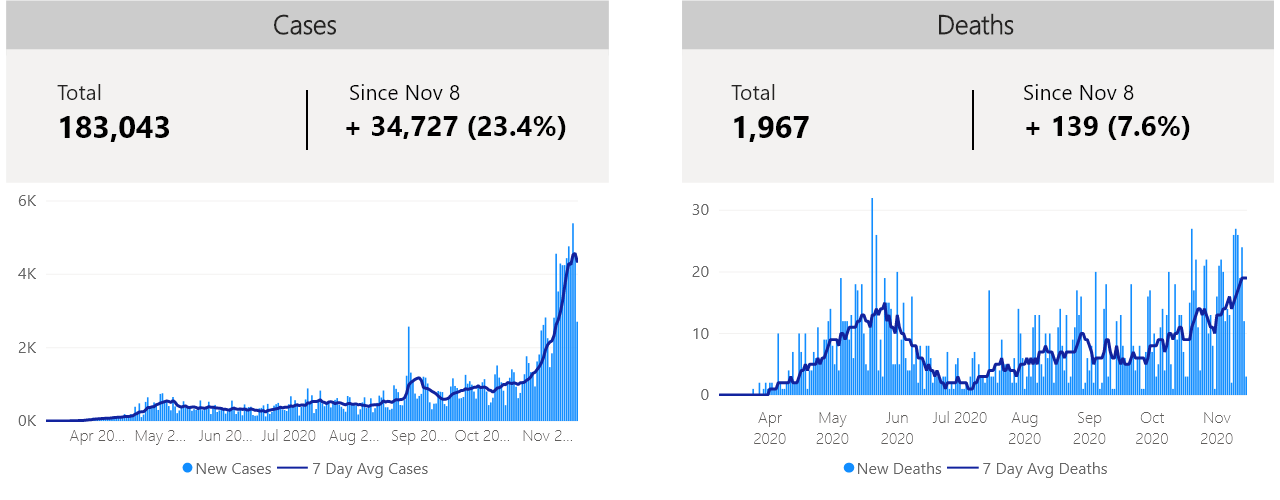 Cases
Total
183,043
Since Nov 8
+ 34,727 (23.4%)
6K
4K
2K
0K
Apr 20... May 2... Jun 20... Jul 2020 Aug 2... Sep 20... Oct 20... Nov 2...
New Cases 7 Day Avg Cases
Deaths
Total
1,967
Since Nov 8
+ 139 (7.6%)
30
20
10
0
Apr May Jun Jul 2020 Aug Sep Oct Nov
2020 2020 2020 2020 2020 2020 2020
New Deaths 7 Day Avg Deaths